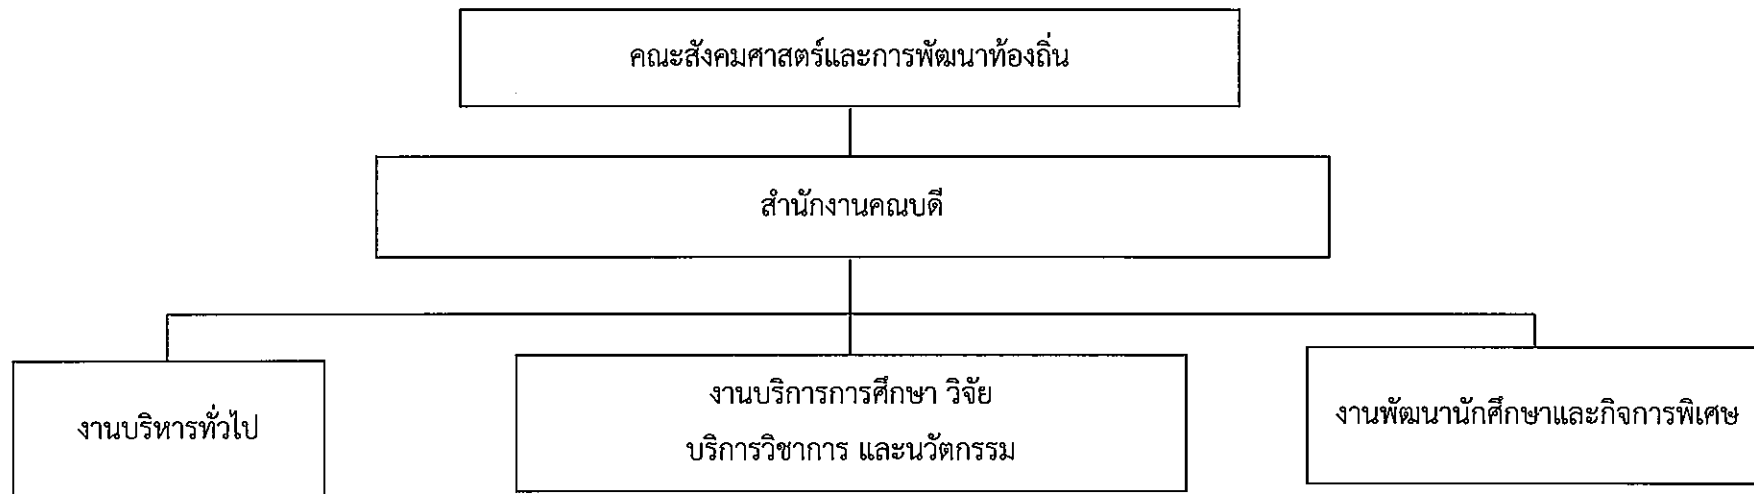 คณะสังคมศาสตร์และการพัฒนาท้องถิ่น
สำนักงานคณบดี
งานบริหารทั่วไป
งานบริการการศึกษา วิจัย
บริการวิชาการ และนวัตกรรม
งานพัฒนานักศึกษาและกิจการพิเศษ